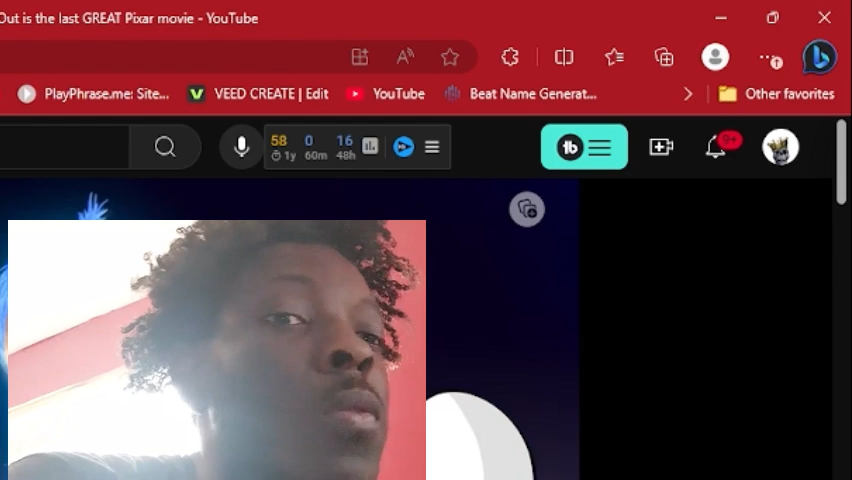 Out is the last GREAT Pixar movie - YouTube
PlayPhrase.me: Site...
VEED CREATE | Edit
YouTube
Beat Name Generat...
Other favorites
58 0 16
1y 60m 48h
9+